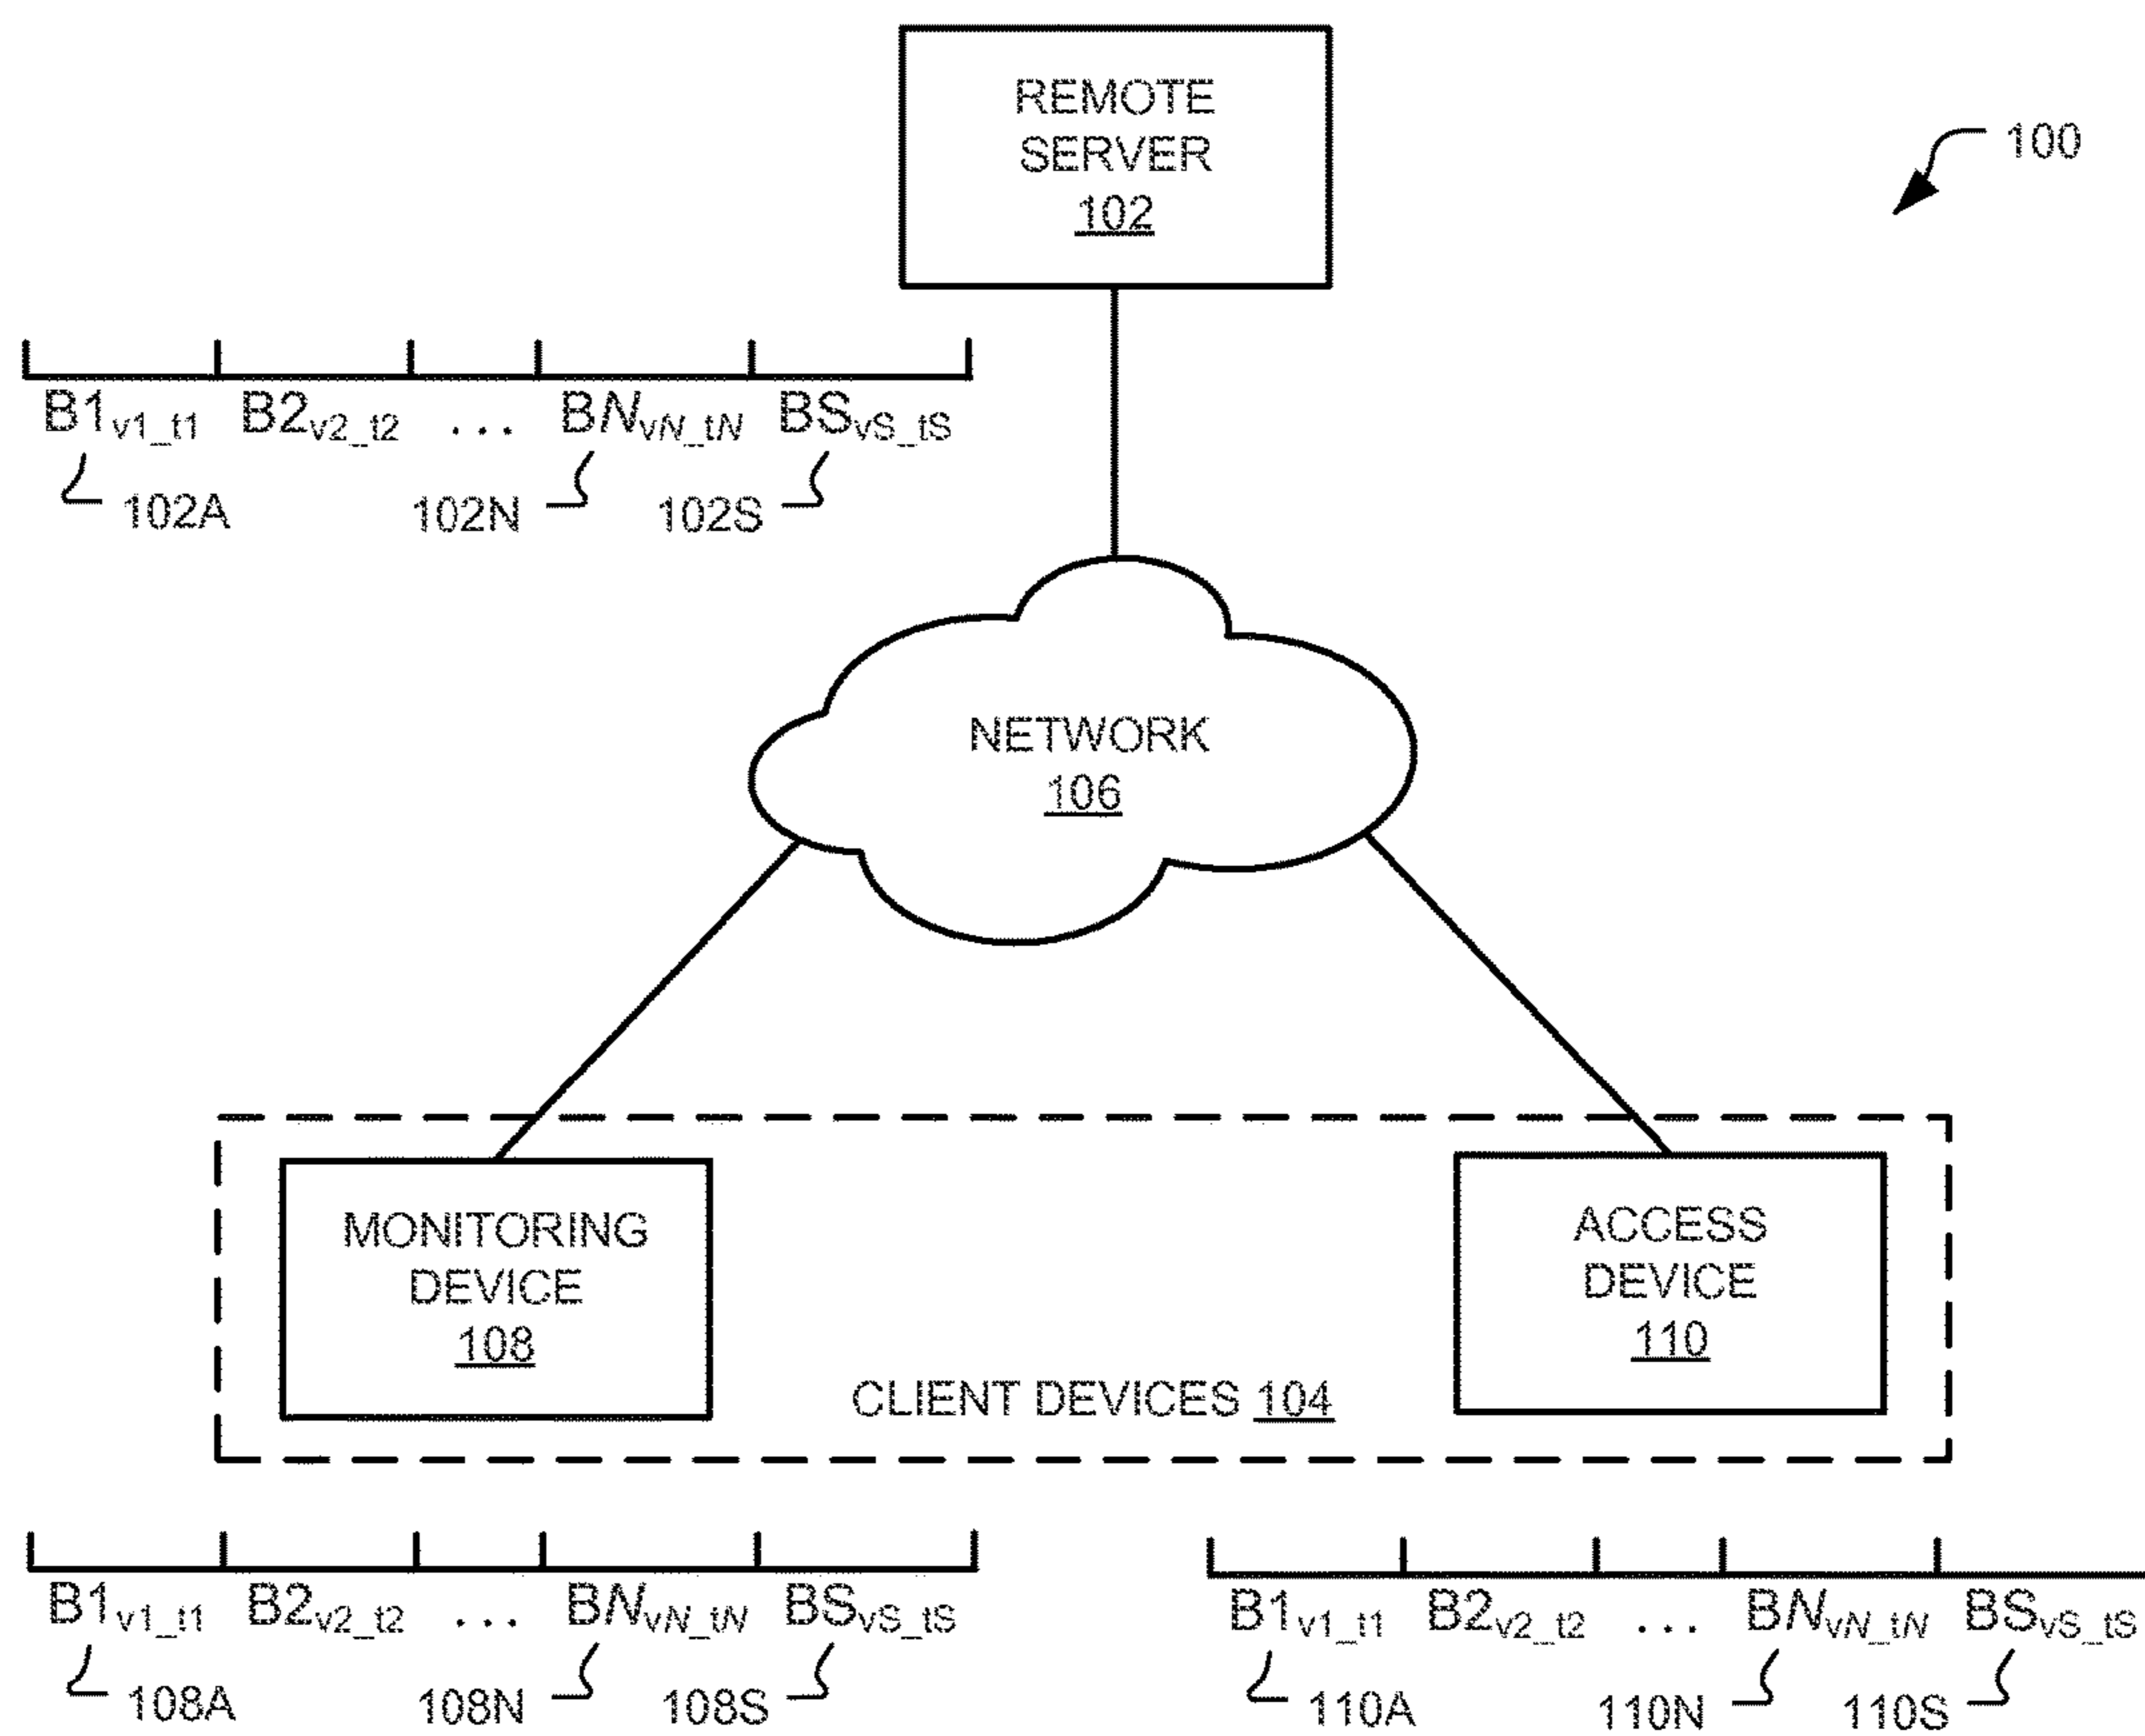 REMOTE
SERVER
102
100
B1v1_t1 B2v2_t2 ... BNvN_tN BSvS_tS
102A 102N 102S
NETWORK
106
MONITORING
DEVICE
108
ACCESS
DEVICE
110
CLIENT DEVICES 104
B1v1_t1 B2v2_t2 ... BNvN_tN BSvS_tS
108A 108N 108S
B1v1_t1 B2v2_t2 ... BNvN_tN BSvS_tS
110A 110N 110S